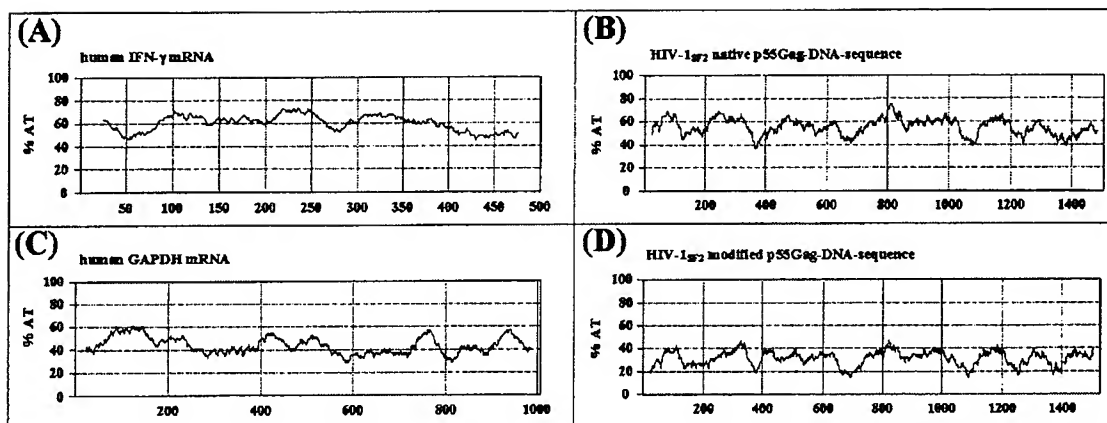 (A)
human IFN-γ mRNA
% AT
100
80
60
40
20
0
50 100 150 200 250 300 350 400 450 500
(B)
HIV-1SF2 native p55Gag-DNA-sequence
% AT
100
80
60
40
20
0
200 400 600 800 1000 1200 1400
(C)
human GAPDH mRNA
% AT
100
80
60
40
20
0
200 400 600 800 1000
(D)
HIV-1SF2 modified p55Gag-DNA-sequence
% AT
100
80
60
40
20
0
200 400 600 800 1000 1200 1400